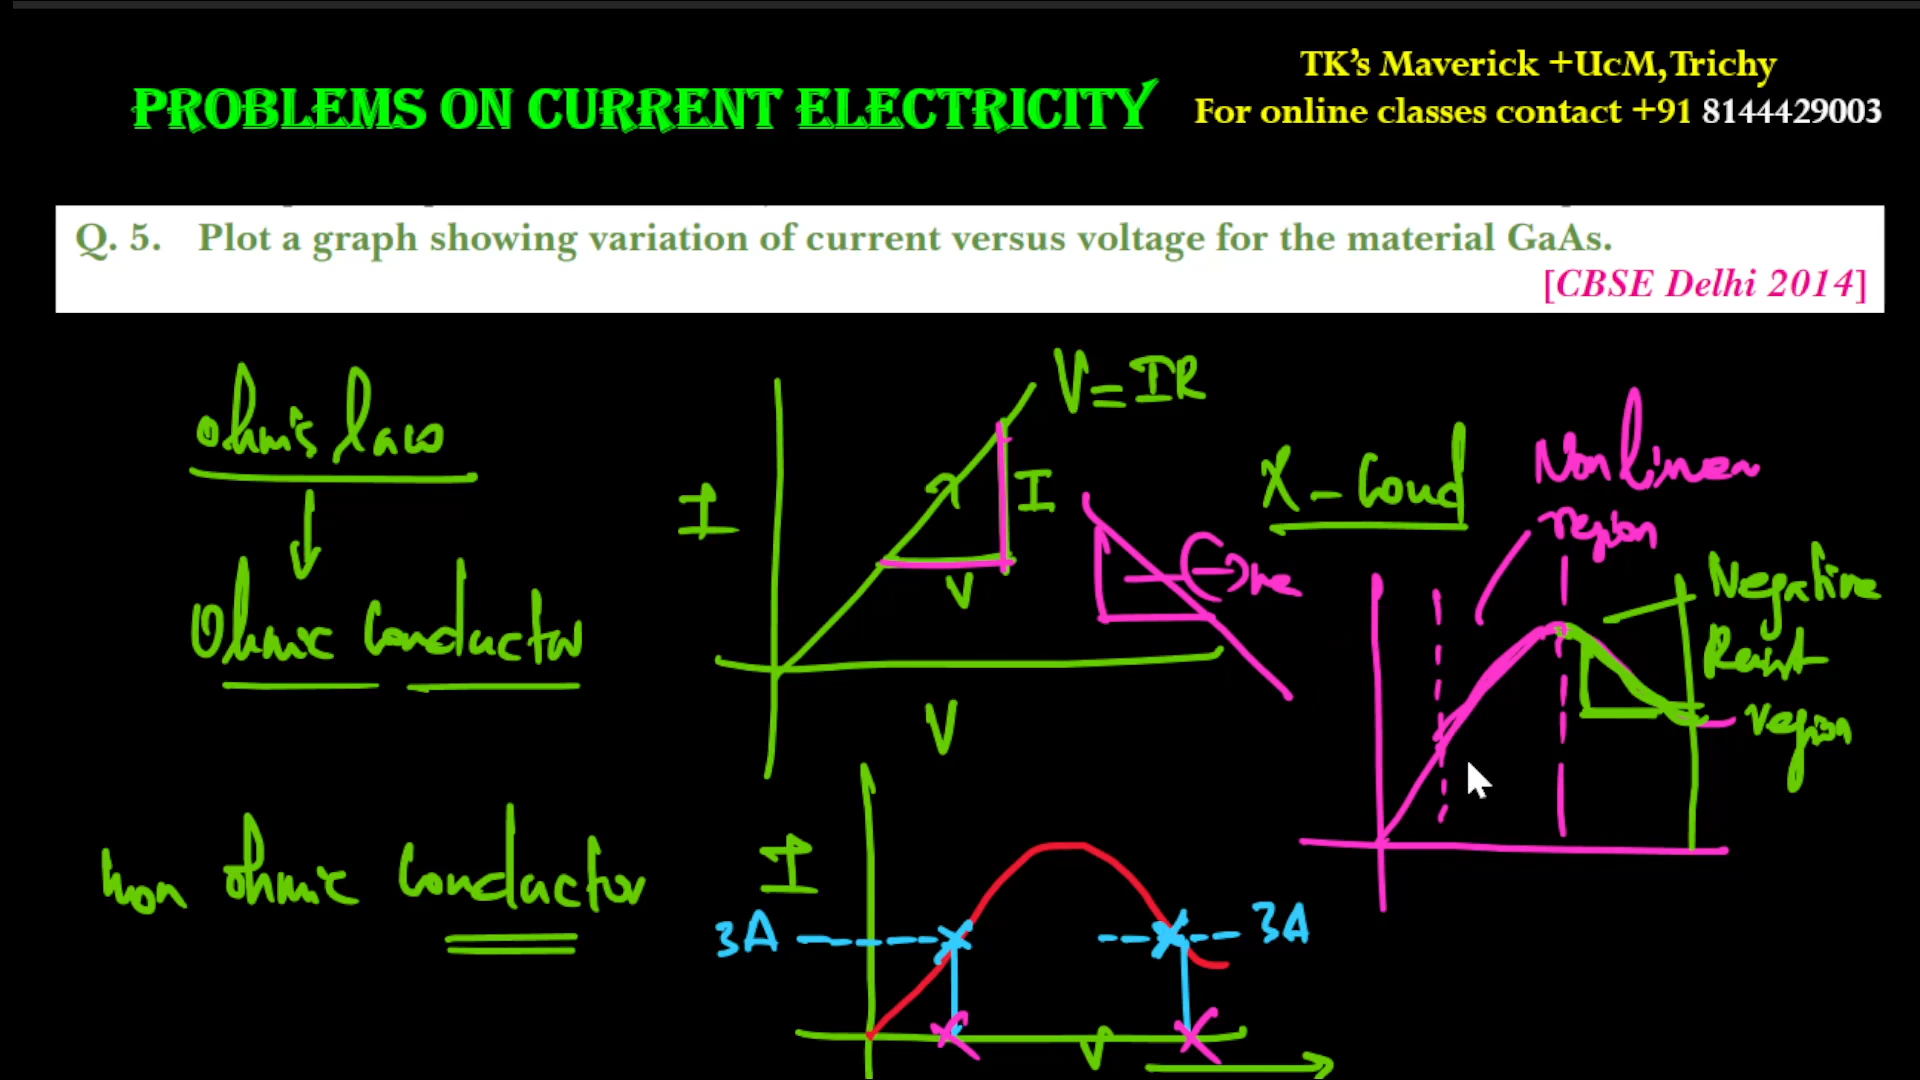 PROBLEMS ON CURRENT ELECTRICITY
TK's Maverick +UcM,Trichy
For online classes contact +91 8144429003
Q. 5. Plot a graph showing variation of current versus voltage for the material GaAs.
[CBSE Delhi 2014]
ohm's law
Ohmic Conductor
non ohmic Conductor
V=IR
I
I
V
V
(-)ve
X - Cond
Non linear
region
Negative
Resist
region
I
3A
3A
V